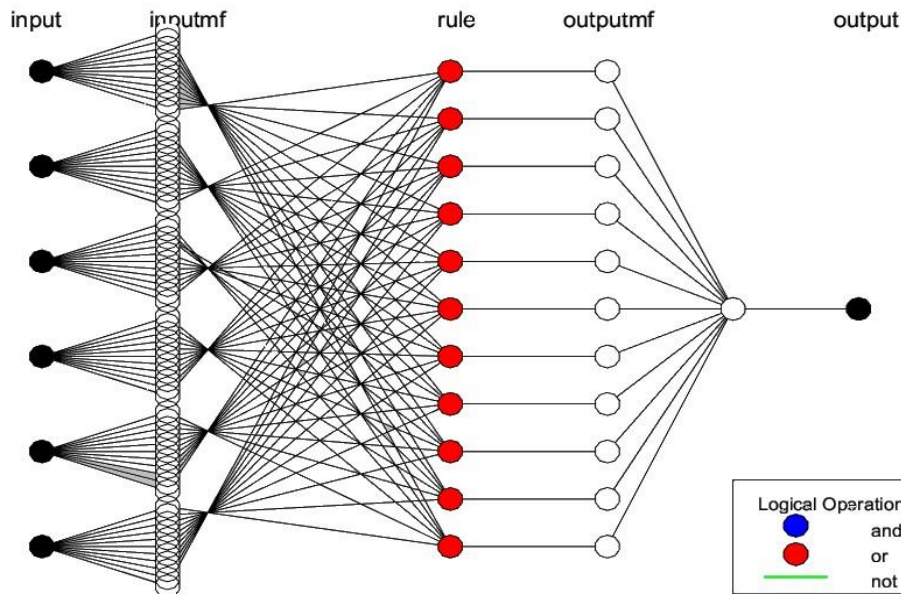 input inputmf rule outputmf output
Logical Operation
and
or
not